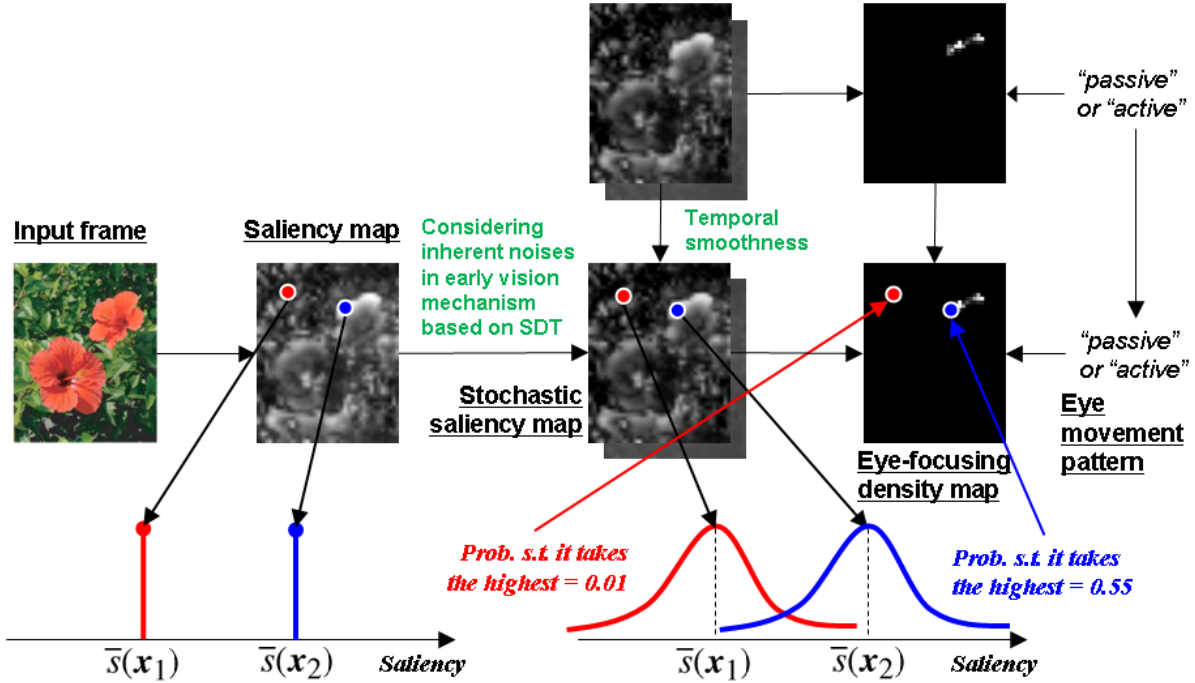 “passive”
or “active”
Input frame
Saliency map
Considering
inherent noises
in early vision
mechanism
based on SDT
Temporal
smoothness
“passive”
or “active”
Stochastic
saliency map
Eye
movement
pattern
Eye-focusing
density map
Prob. s.t. it takes
the highest = 0.01
Prob. s.t. it takes
the highest = 0.55
s̅(x₁)
s̅(x₂)
Saliency
s̅(x₁)
s̅(x₂)
Saliency